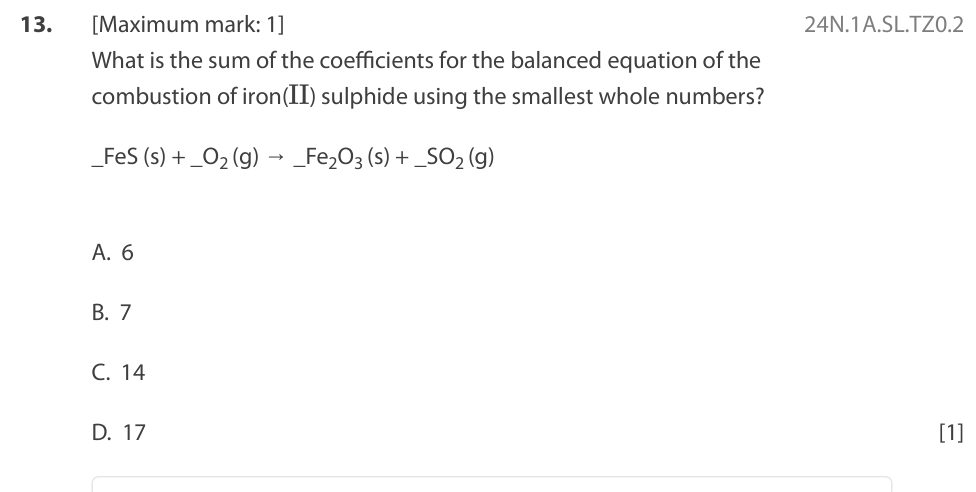 13. [Maximum mark: 1] 24N.1A.SL.TZ0.2
What is the sum of the coefficients for the balanced equation of the
combustion of iron(II) sulphide using the smallest whole numbers?
_FeS (s) + _O₂ (g) → _Fe₂O₃ (s) + _SO₂ (g)
A. 6
B. 7
C. 14
D. 17 [1]